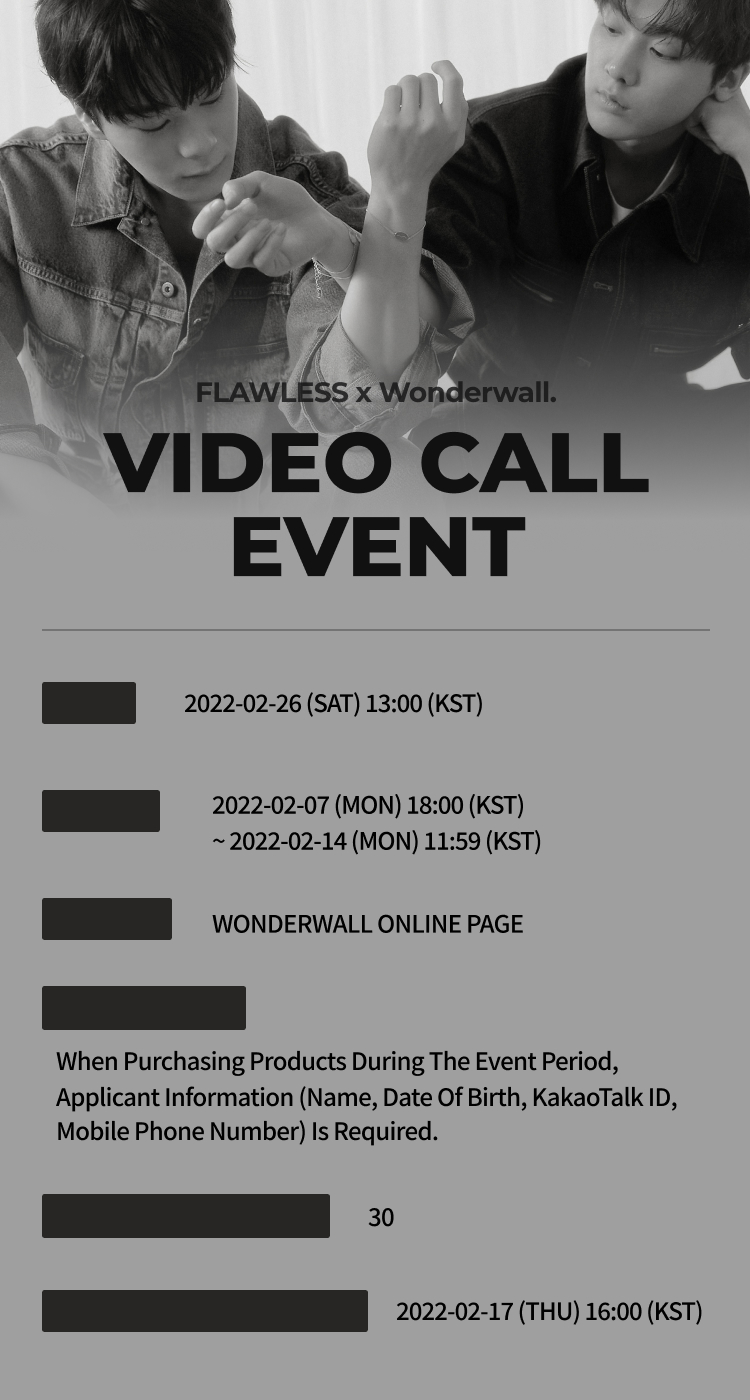 FLAWLESS x Wonderwall.
VIDEO CALL
EVENT
2022-02-26 (SAT) 13:00 (KST)
2022-02-07 (MON) 18:00 (KST)
~ 2022-02-14 (MON) 11:59 (KST)
WONDERWALL ONLINE PAGE
When Purchasing Products During The Event Period,
Applicant Information (Name, Date Of Birth, KakaoTalk ID,
Mobile Phone Number) Is Required.
30
2022-02-17 (THU) 16:00 (KST)